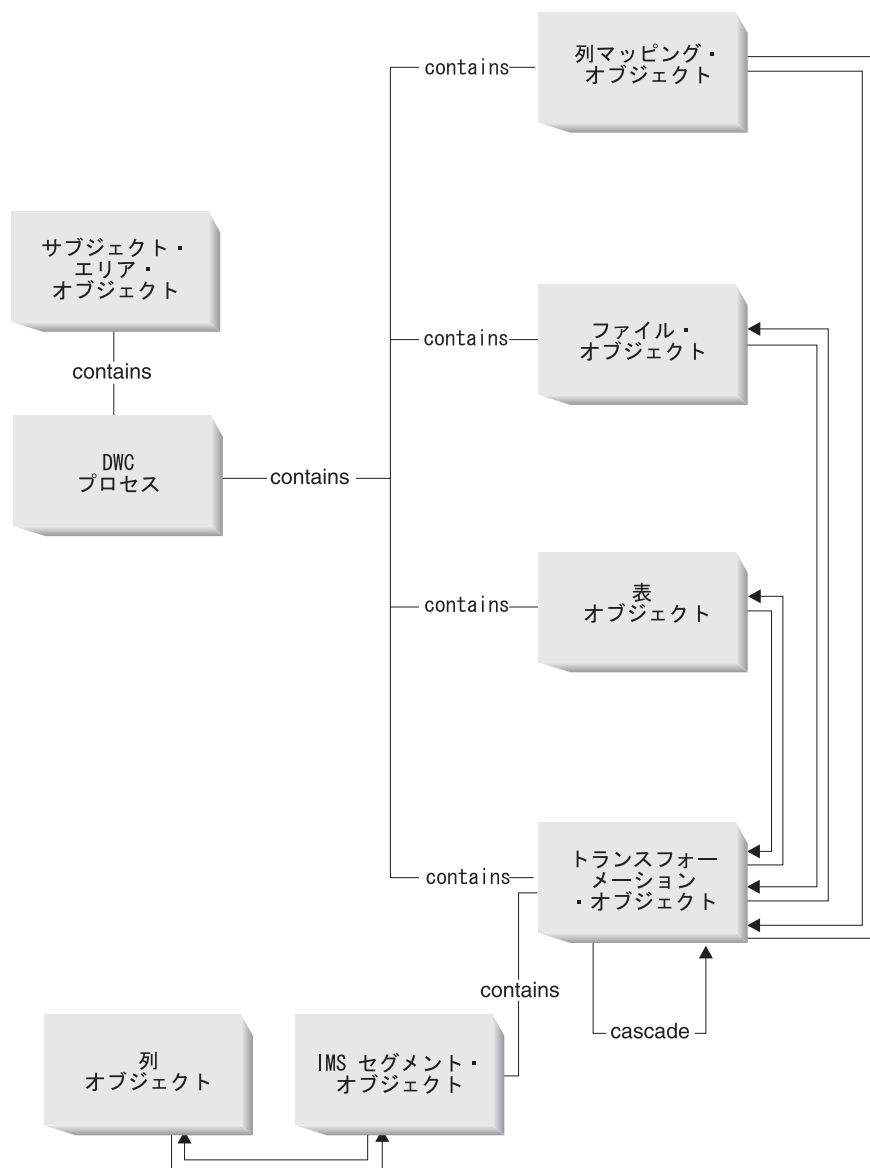 列マッピング・
オブジェクト
contains
サブジェクト・
エリア・
オブジェクト
contains
ファイル・
オブジェクト
contains
DWC
プロセス
contains
表
オブジェクト
contains
トランスフォー
メーション
・オブジェクト
contains
contains
cascade
列
オブジェクト
IMS セグメント・
オブジェクト